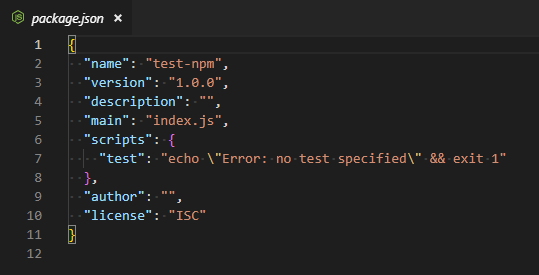 package.json ×
1 {
2 "name": "test-npm",
3 "version": "1.0.0",
4 "description": "",
5 "main": "index.js",
6 "scripts": {
7 "test": "echo \"Error: no test specified\" && exit 1"
8 },
9 "author": "",
10 "license": "ISC"
11 }
12